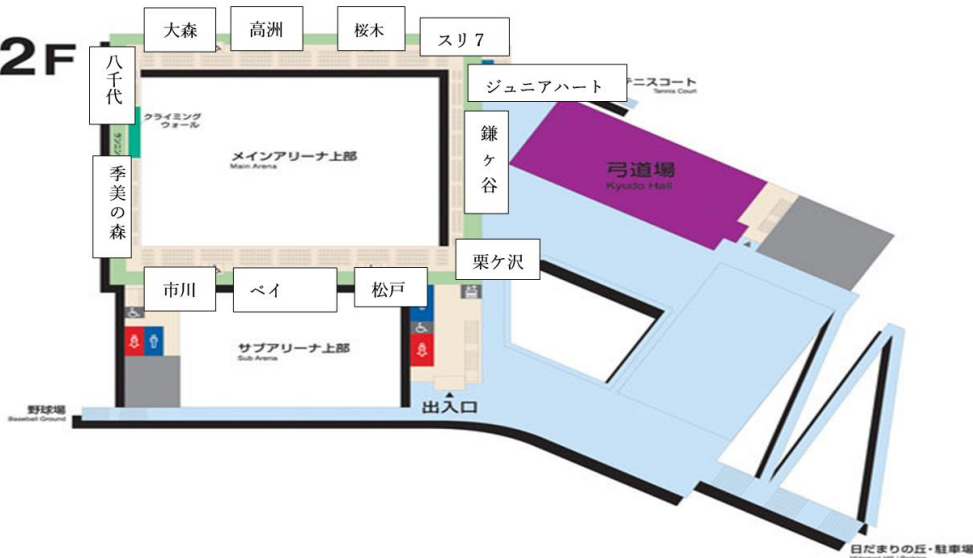 2F
大森
高洲
桜木
スリ7
八千代
ジュニアハート
テニスコート
Tennis Court
クライミング
ウォール
鎌ヶ谷
メインアリーナ上部
Main Arena
弓道場
Kyudo Hall
季美の森
栗ケ沢
市川
ベイ
松戸
サブアリーナ上部
Sub Arena
野球場
Baseball Ground
出入口
日だまりの丘・駐車場